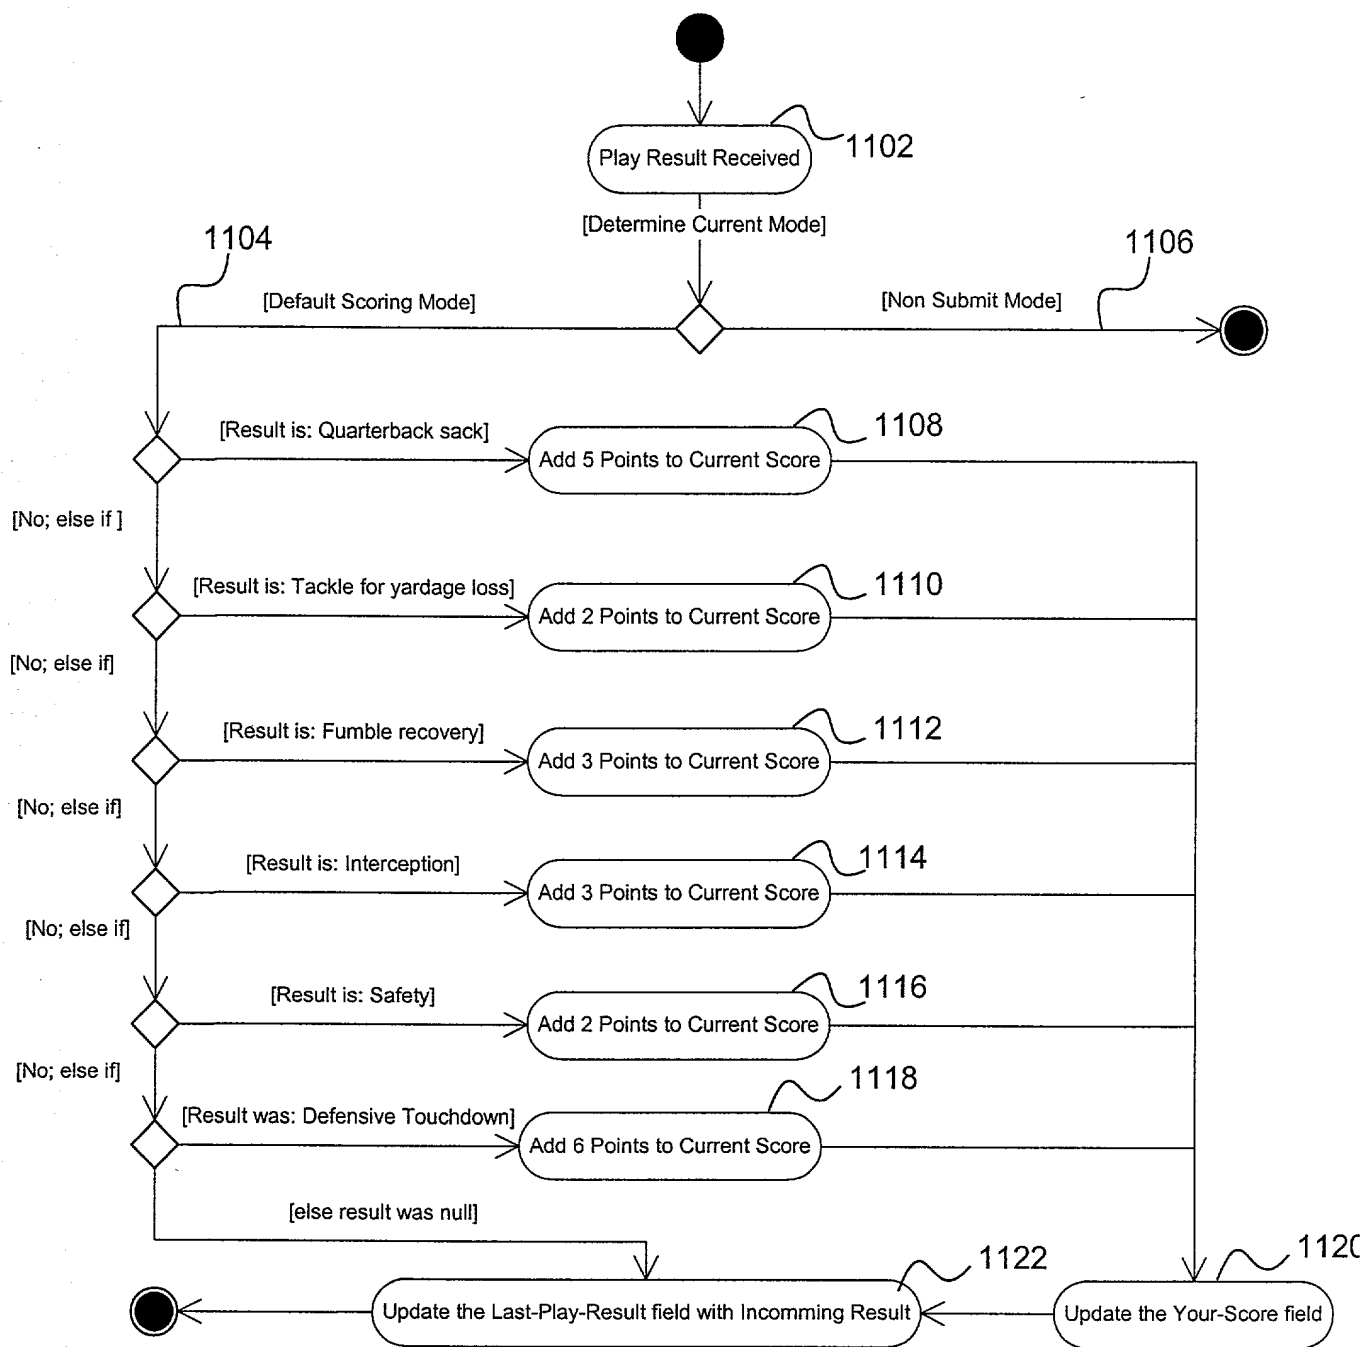 Play Result Received
1102
[Determine Current Mode]
1104
1106
[Default Scoring Mode]
[Non Submit Mode]
[Result is: Quarterback sack]
1108
Add 5 Points to Current Score
[No; else if ]
[Result is: Tackle for yardage loss]
1110
Add 2 Points to Current Score
[No; else if]
[Result is: Fumble recovery]
1112
Add 3 Points to Current Score
[No; else if]
[Result is: Interception]
1114
Add 3 Points to Current Score
[No; else if]
[Result is: Safety]
1116
Add 2 Points to Current Score
[No; else if]
1118
[Result was: Defensive Touchdown]
Add 6 Points to Current Score
[else result was null]
1122
1120
Update the Last-Play-Result field with Incomming Result
Update the Your-Score field